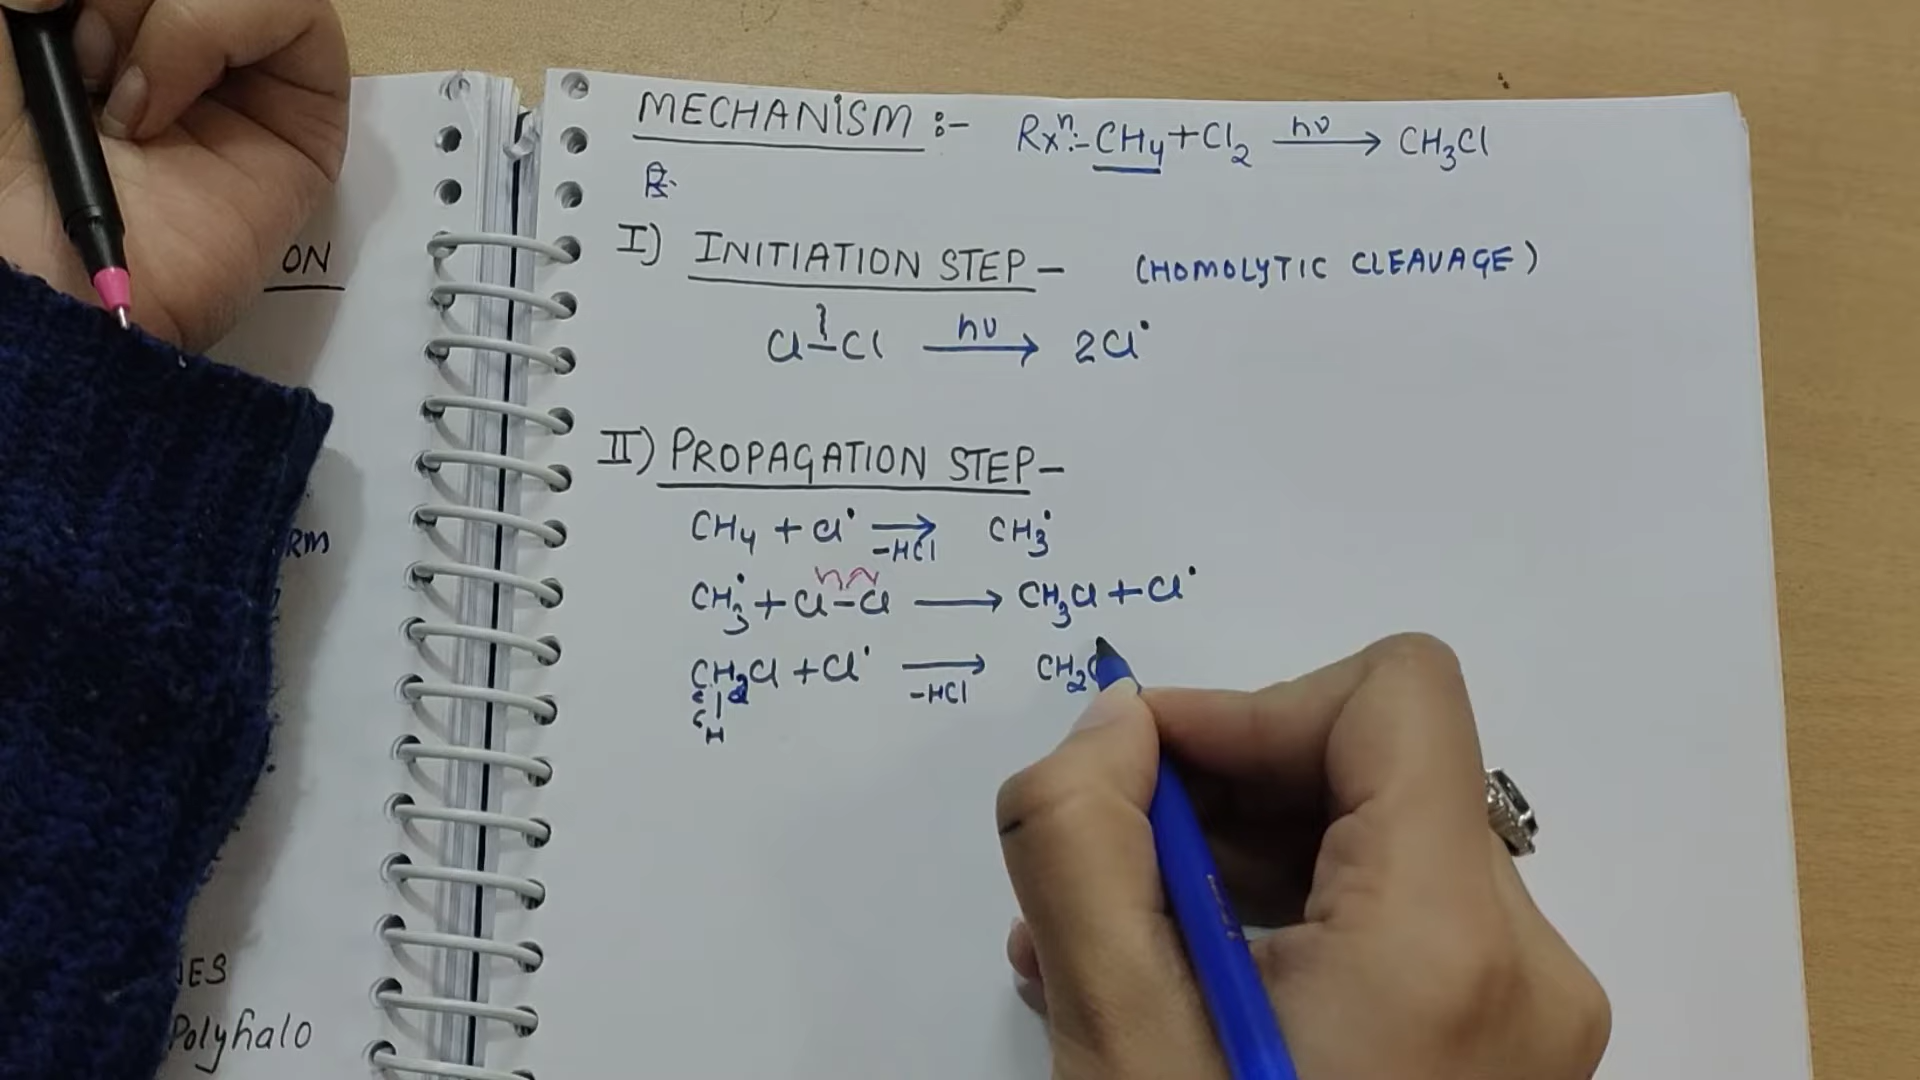 ON
RM
Polyhalo
MECHANISM :-
Rxⁿ:- CH₄ + Cl₂ hν → CH₃Cl
I) INITIATION STEP - (HOMOLYTIC CLEAVAGE)
Cl-Cl hν → 2Cl•
II) PROPAGATION STEP -
CH₄ + Cl• → -HCl CH₃•
CH₃• + Cl-Cl → CH₃Cl + Cl•
CH₂Cl + Cl• → -HCl CH₂
H